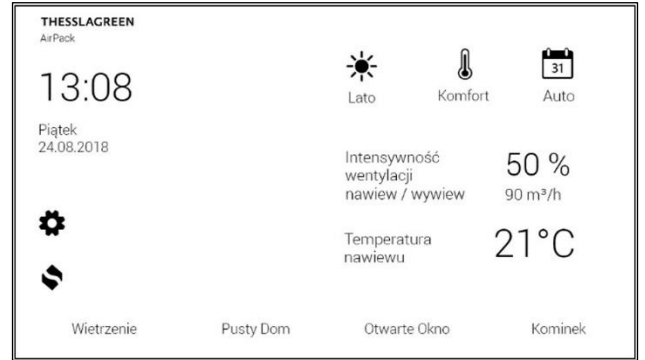 THESSLAGREEN
AirPack
13:08
Piątek
24.08.2018
Lato
Komfort
31
Auto
Intensywność
wentylacji
nawiew / wywiew
50 %
90 m³/h
Temperatura
nawiewu
21°C
Wietrzenie Pusty Dom Otwarte Okno Kominek